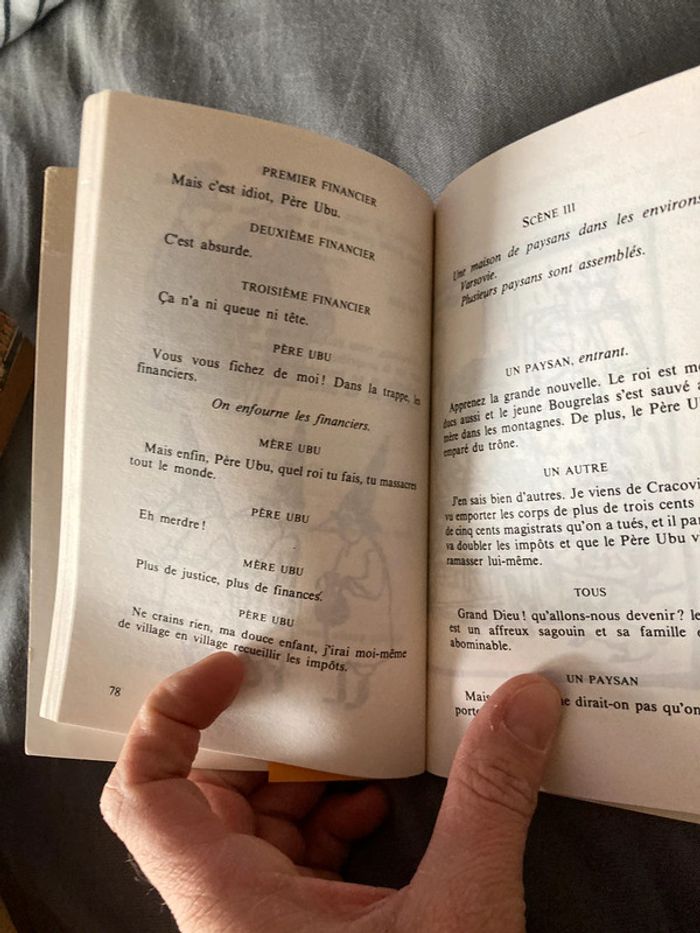 PREMIER FINANCIER
Mais c'est idiot, Père Ubu.
DEUXIÈME FINANCIER
C'est absurde.
TROISIÈME FINANCIER
Ça n'a ni queue ni tête.
PÈRE UBU
Vous vous fichez de moi! Dans la trappe, les
financiers.
On enfourne les financiers.
MÈRE UBU
Mais enfin, Père Ubu, quel roi tu fais, tu massacres
tout le monde.
PÈRE UBU
Eh merdre!
MÈRE UBU
Plus de justice, plus de finances.
PÈRE UBU
Ne crains rien, ma douce enfant, j'irai moi-même
de village en village recueillir les impôts.
78
SCÈNE III
Une maison de paysans dans les environs
Varsovie.
Plusieurs paysans sont assemblés.
UN PAYSAN, entrant.
Apprenez la grande nouvelle. Le roi est
ducs aussi et le jeune Bougrelas s'est sauvé
mère dans les montagnes. De plus, le Père
emparé du trône.
UN AUTRE
J'en sais bien d'autres. Je viens de
vu emporter les corps de plus de trois cents
de cinq cents magistrats qu'on a tués, et il
va doubler les impôts et que le Père Ubu
ramasser lui-même.
TOUS
Grand Dieu! qu'allons-nous devenir?
est un affreux sagouin et sa famille
abominable.
UN PAYSAN
Mais
dirait-on pas